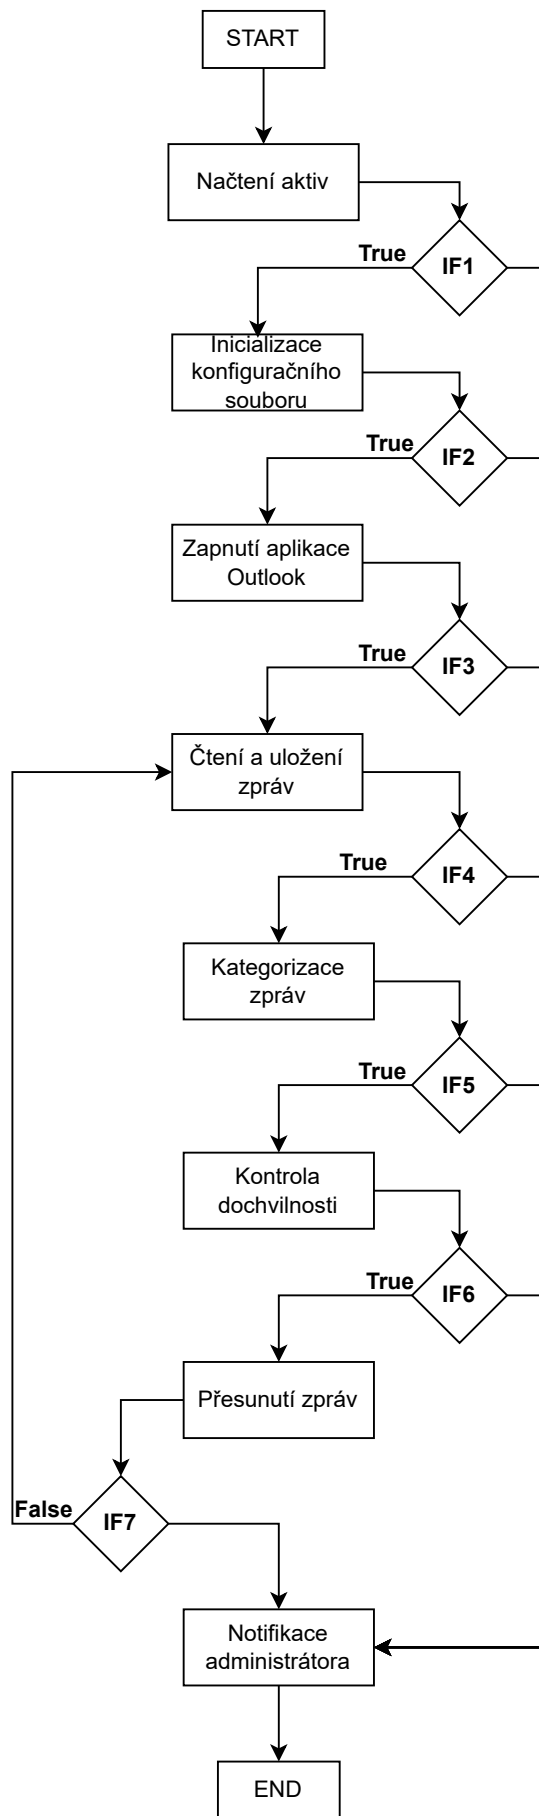 START
Načtení aktiv
True
IF1
Inicializace
konfiguračního
souboru
True
IF2
Zapnutí aplikace
Outlook
True
IF3
Čtení a uložení
zpráv
True
IF4
Kategorizace
zpráv
True
IF5
Kontrola
dochvilnosti
True
IF6
Přesunutí zpráv
False
IF7
Notifikace
administrátora
END